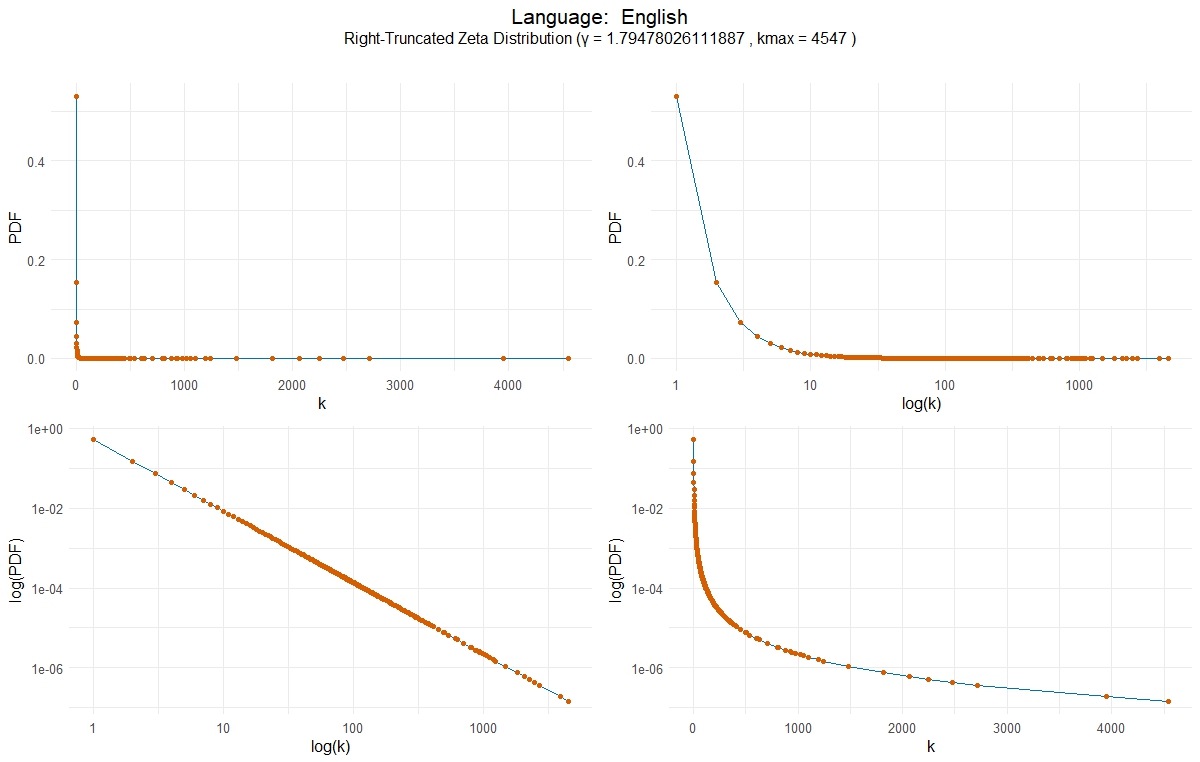 Language:  English
Right-Truncated Zeta Distribution (γ = 1.79478026111887 , kmax = 4547 )
PDF
0.4
0.2
0.0
0 1000 2000 3000 4000
k
PDF
0.4
0.2
0.0
1 10 100 1000
log(k)
log(PDF)
1e+00
1e-02
1e-04
1e-06
1 10 100 1000
log(k)
log(PDF)
1e+00
1e-02
1e-04
1e-06
0 1000 2000 3000 4000
k